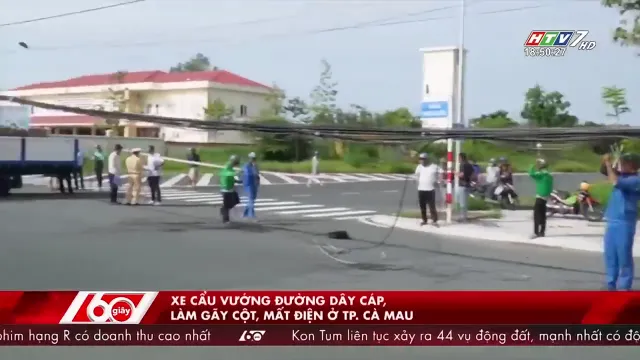 HTV7 HD
18:50:27
60 giây
XE CẨU VƯỚNG ĐƯỜNG DÂY CÁP,
LÀM GÃY CỘT, MẤT ĐIỆN Ở TP. CÀ MAU
phim hạng R có doanh thu cao nhất 60 giây Kon Tum liên tục xảy ra 44 vụ động đất, mạnh nhất có độ